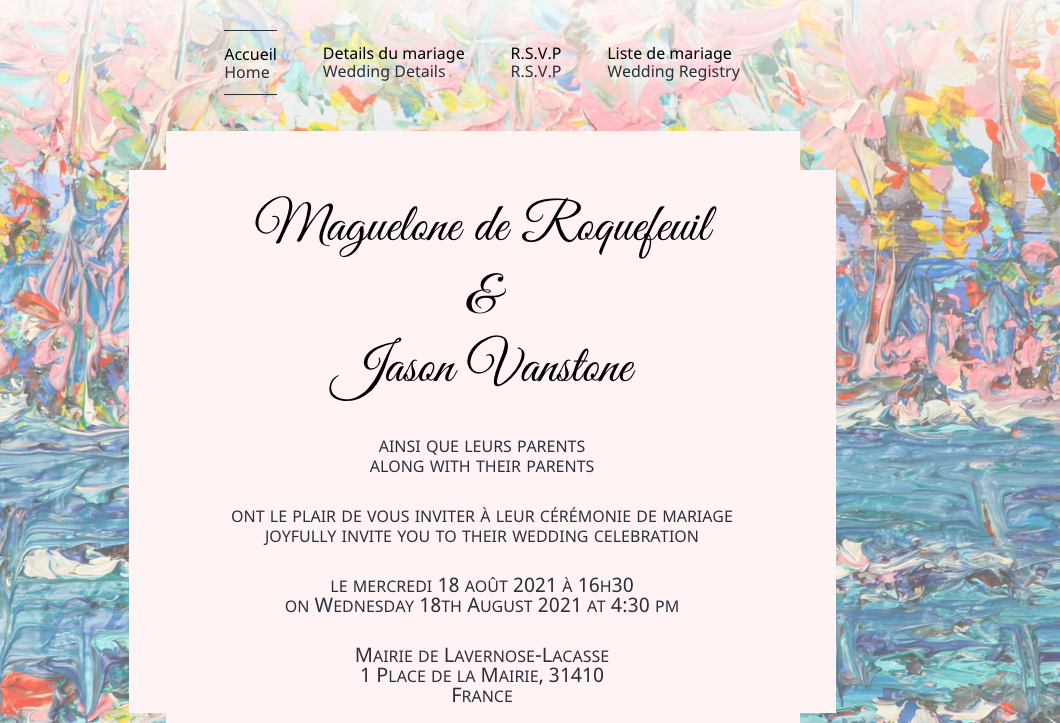 Accueil
Home
Details du mariage
Wedding Details
R.S.V.P
R.S.V.P
Liste de mariage
Wedding Registry
Maguelone de Roquefeuil
&
Jason Vanstone
AINSI QUE LEURS PARENTS
ALONG WITH THEIR PARENTS
ONT LE PLAIR DE VOUS INVITER À LEUR CÉRÉMONIE DE MARIAGE
JOYFULLY INVITE YOU TO THEIR WEDDING CELEBRATION
LE MERCREDI 18 AOÛT 2021 À 16H30
ON WEDNESDAY 18TH AUGUST 2021 AT 4:30 PM
MAIRIE DE LAVERNOSE-LACASSE
1 PLACE DE LA MAIRIE, 31410
FRANCE